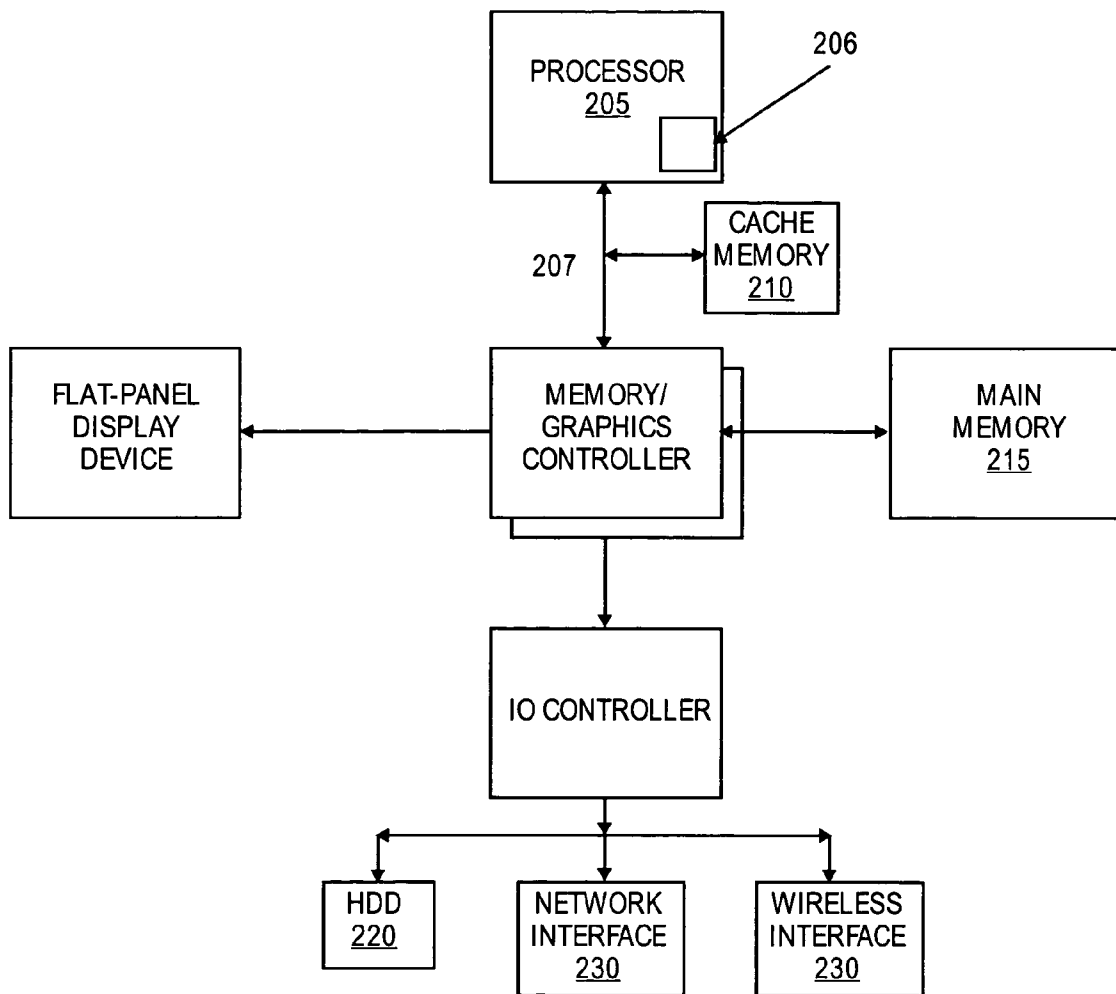 PROCESSOR
205
206
207
CACHE
MEMORY
210
FLAT-PANEL
DISPLAY
DEVICE
MEMORY/
GRAPHICS
CONTROLLER
MAIN
MEMORY
215
IO CONTROLLER
HDD
220
NETWORK
INTERFACE
230
WIRELESS
INTERFACE
230